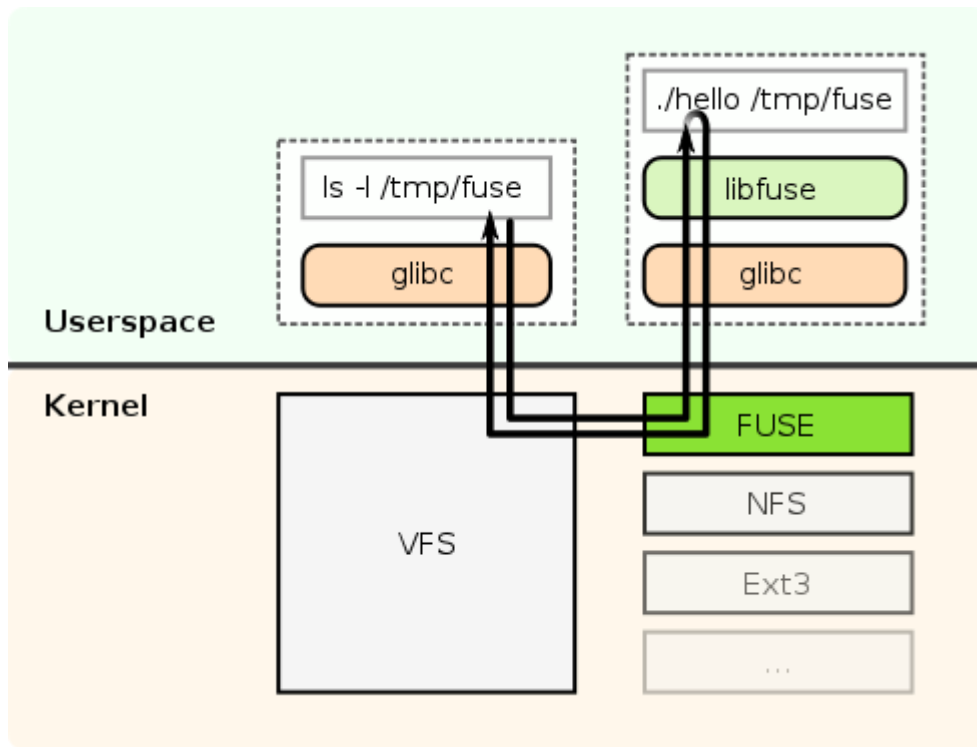 ./hello /tmp/fuse
ls -l /tmp/fuse
libfuse
glibc
glibc
Userspace
Kernel
FUSE
NFS
VFS
Ext3
...